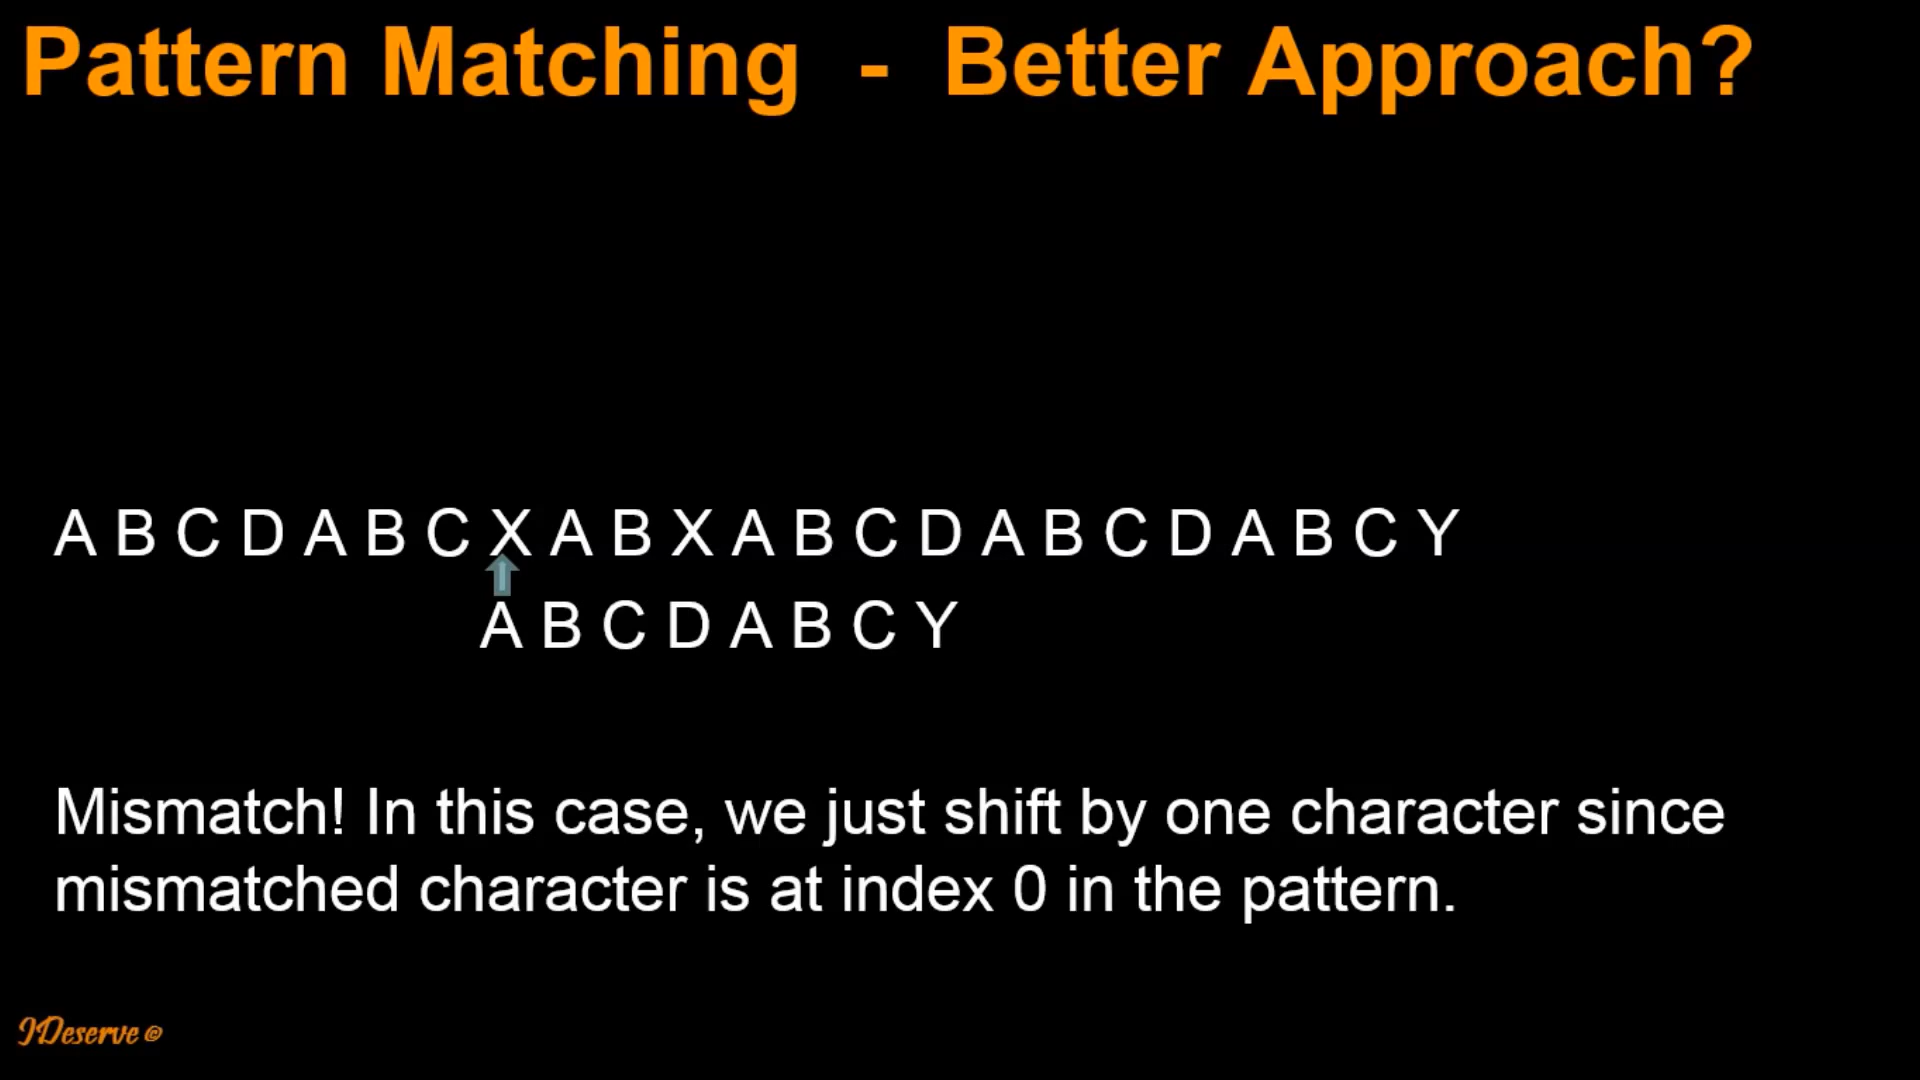 Pattern Matching - Better Approach?
A B C D A B C X A B X A B C D A B C D A B C Y
A B C D A B C Y
Mismatch! In this case, we just shift by one character since
mismatched character is at index 0 in the pattern.
IDeserve ©